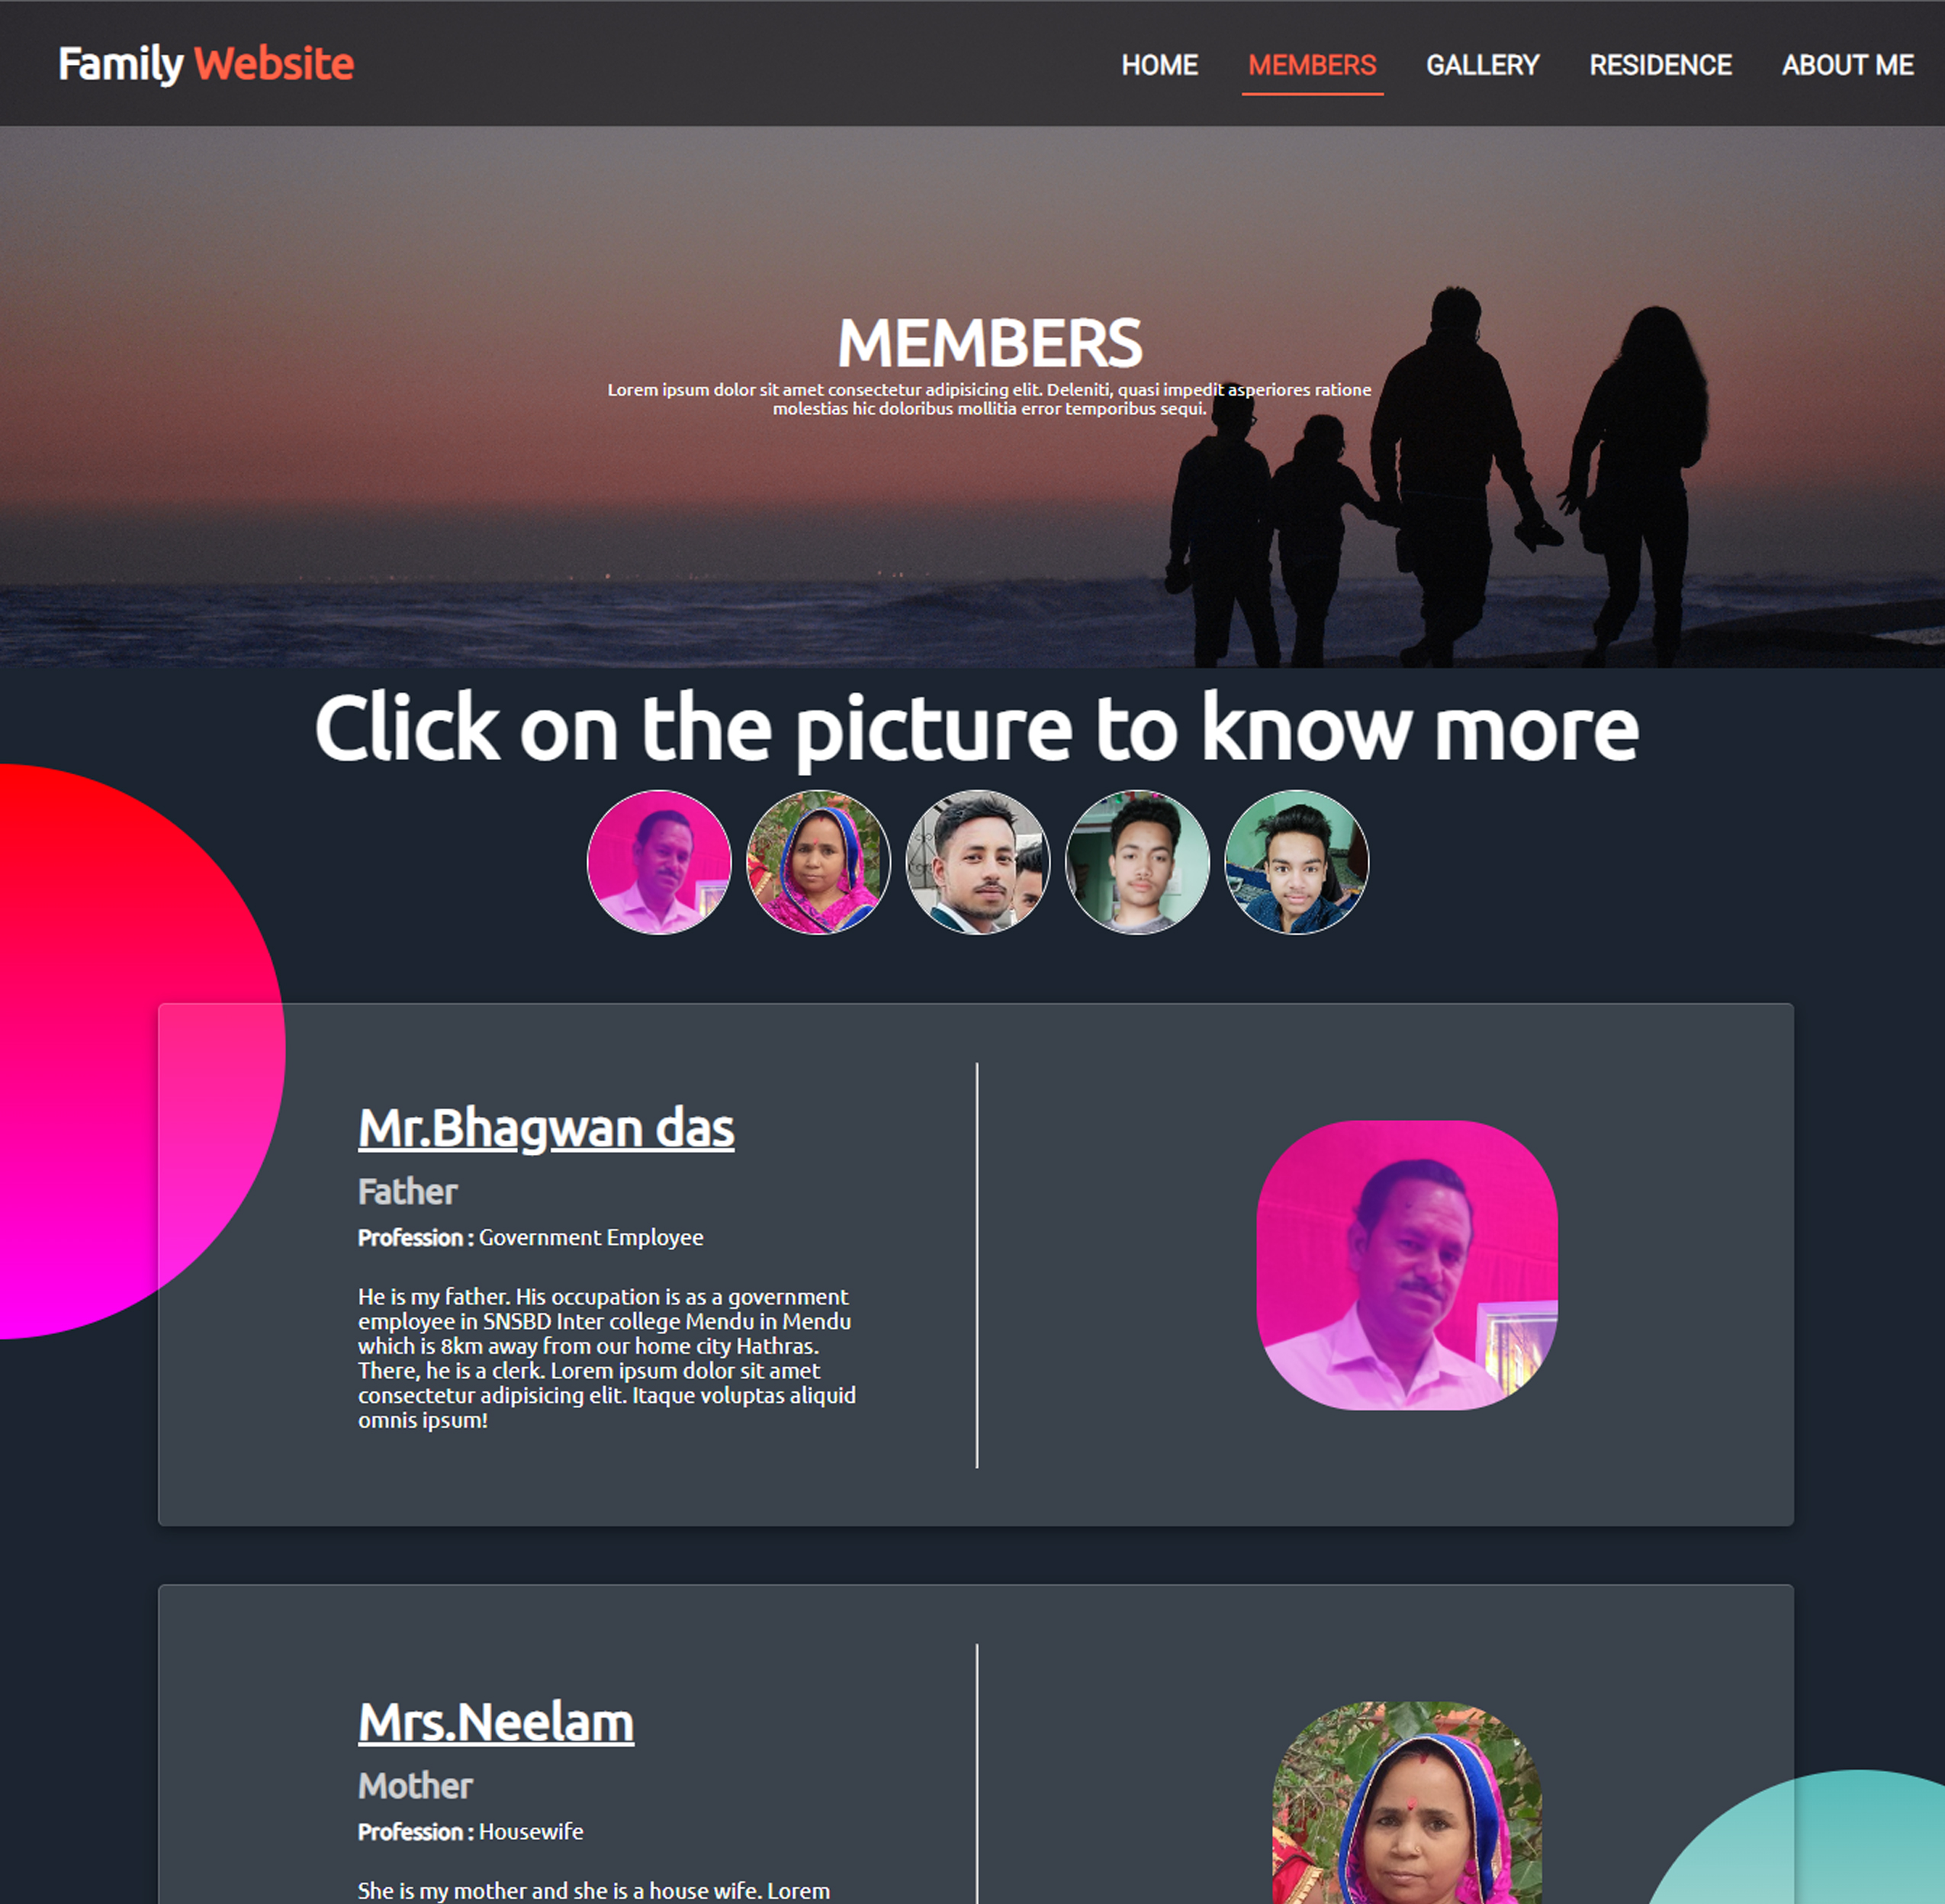 Family Website
HOME MEMBERS GALLERY RESIDENCE ABOUT ME
MEMBERS
Lorem ipsum dolor sit amet consectetur adipisicing elit. Deleniti, quasi impedit asperiores ratione
molestias hic doloribus mollitia error temporibus sequi.
Click on the picture to know more
Mr.Bhagwan das
Father
Profession : Government Employee
He is my father. His occupation is as a government
employee in SNSBD Inter college Mendu in Mendu
which is 8km away from our home city Hathras.
There, he is a clerk. Lorem ipsum dolor sit amet
consectetur adipisicing elit. Itaque voluptas aliquid
omnis ipsum!
Mrs.Neelam
Mother
Profession : Housewife
She is my mother and she is a house wife. Lorem